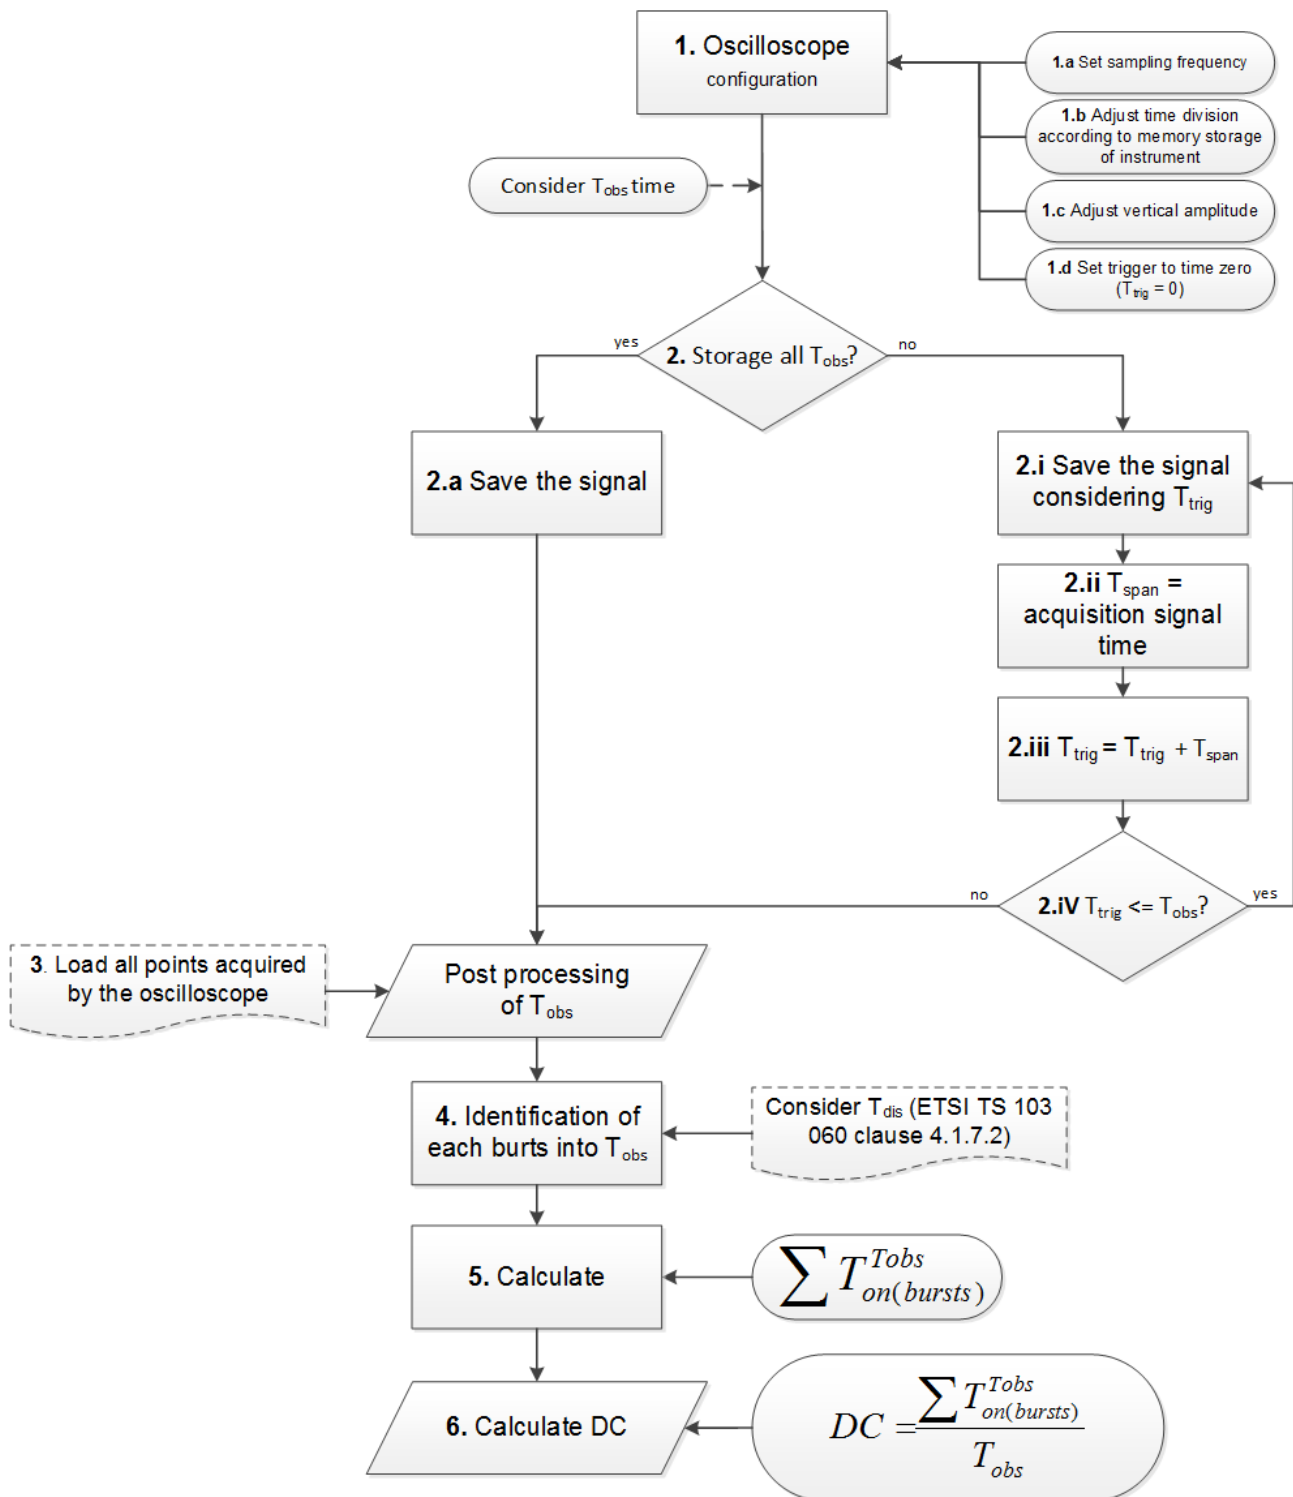 1. Oscilloscope
configuration
1.a Set sampling frequency
1.b Adjust time division
according to memory storage
of instrument
1.c Adjust vertical amplitude
1.d Set trigger to time zero
(Ttrig = 0)
Consider Tobs time
2. Storage all Tobs?
yes
no
2.a Save the signal
2.i Save the signal
considering Ttrig
2.ii Tspan =
acquisition signal
time
2.iii Ttrig = Ttrig + Tspan
2.iV Ttrig <= Tobs?
no
yes
3. Load all points acquired
by the oscilloscope
Post processing
of Tobs
4. Identification of
each burts into Tobs
Consider Tdis (ETSI TS 103
060 clause 4.1.7.2)
5. Calculate
∑ T on(bursts) Tobs
6. Calculate DC
DC = ∑ T on(bursts) Tobs / Tobs